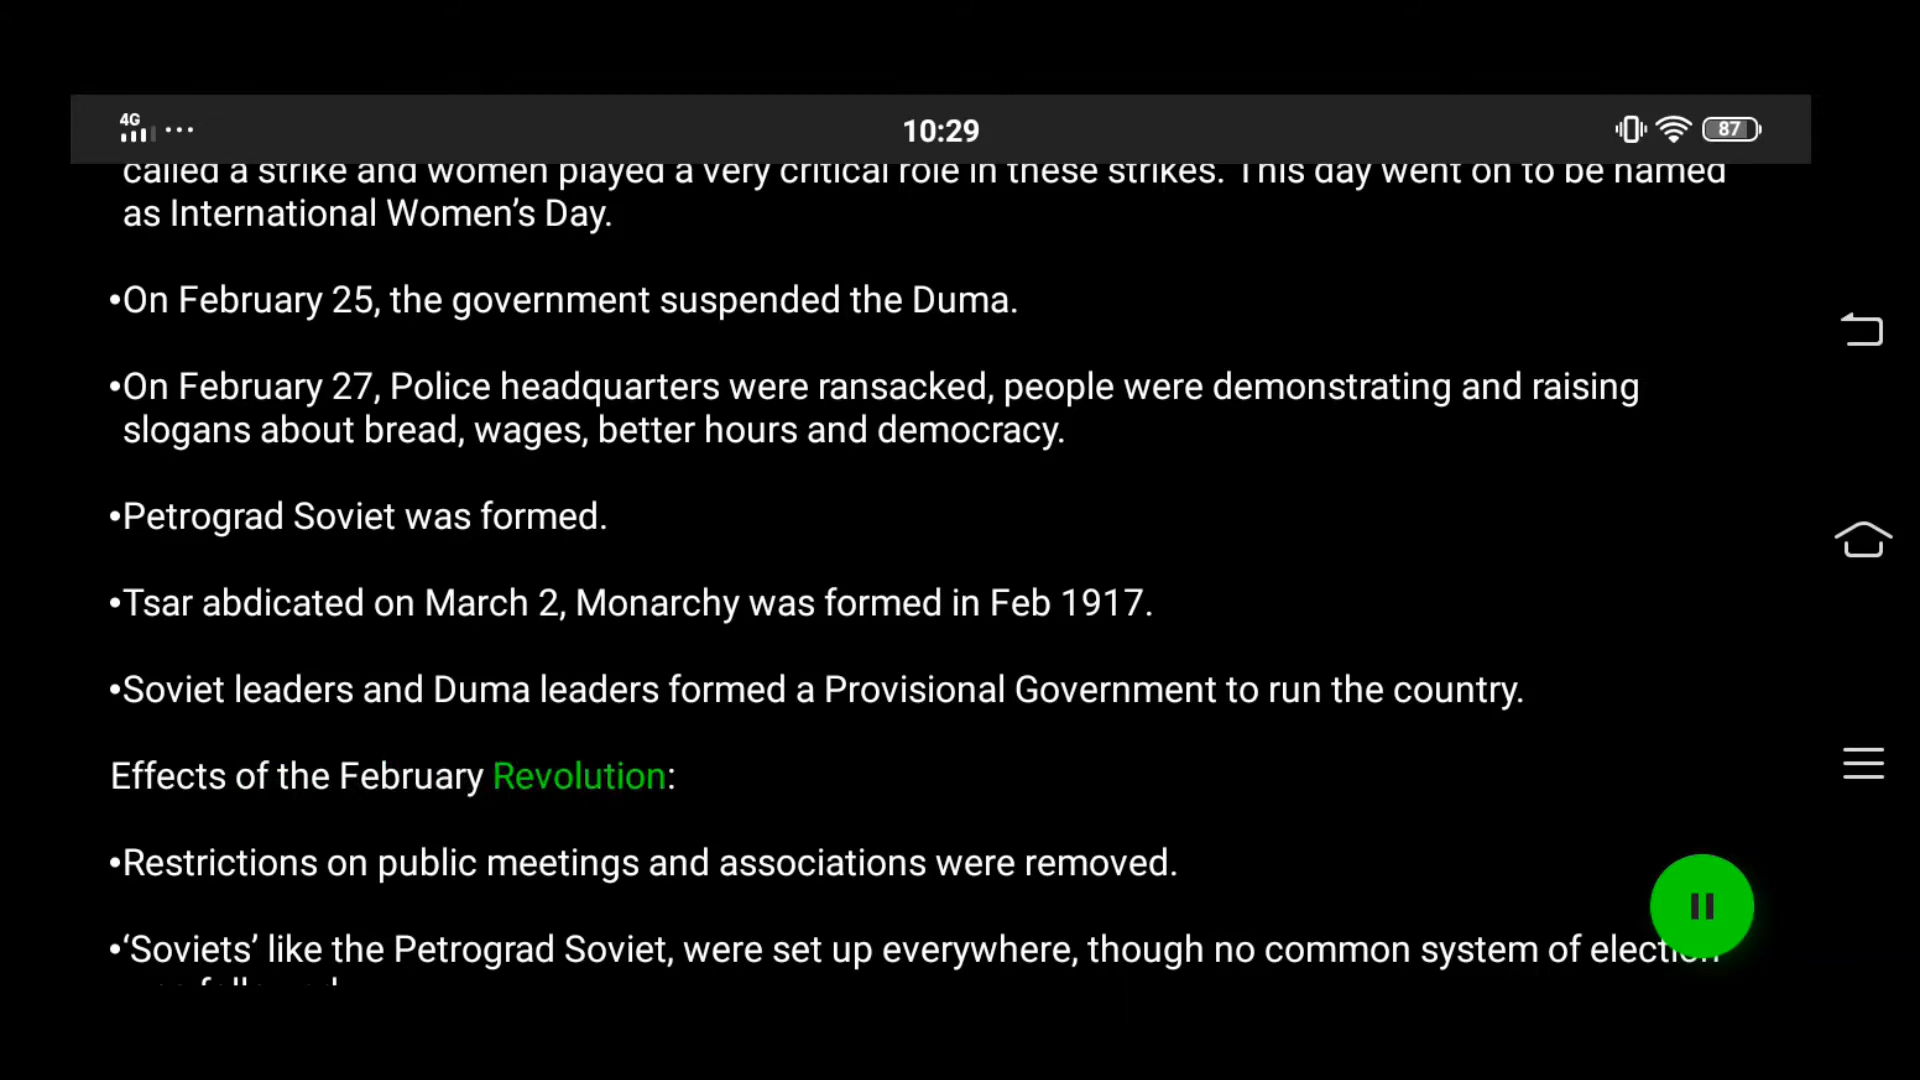 4G ... 10:29 87
called a strike and women played a very critical role in these strikes. This day went on to be named
as International Women’s Day.
•On February 25, the government suspended the Duma.
•On February 27, Police headquarters were ransacked, people were demonstrating and raising
slogans about bread, wages, better hours and democracy.
•Petrograd Soviet was formed.
•Tsar abdicated on March 2, Monarchy was formed in Feb 1917.
•Soviet leaders and Duma leaders formed a Provisional Government to run the country.
Effects of the February Revolution:
•Restrictions on public meetings and associations were removed.
•‘Soviets’ like the Petrograd Soviet, were set up everywhere, though no common system of election